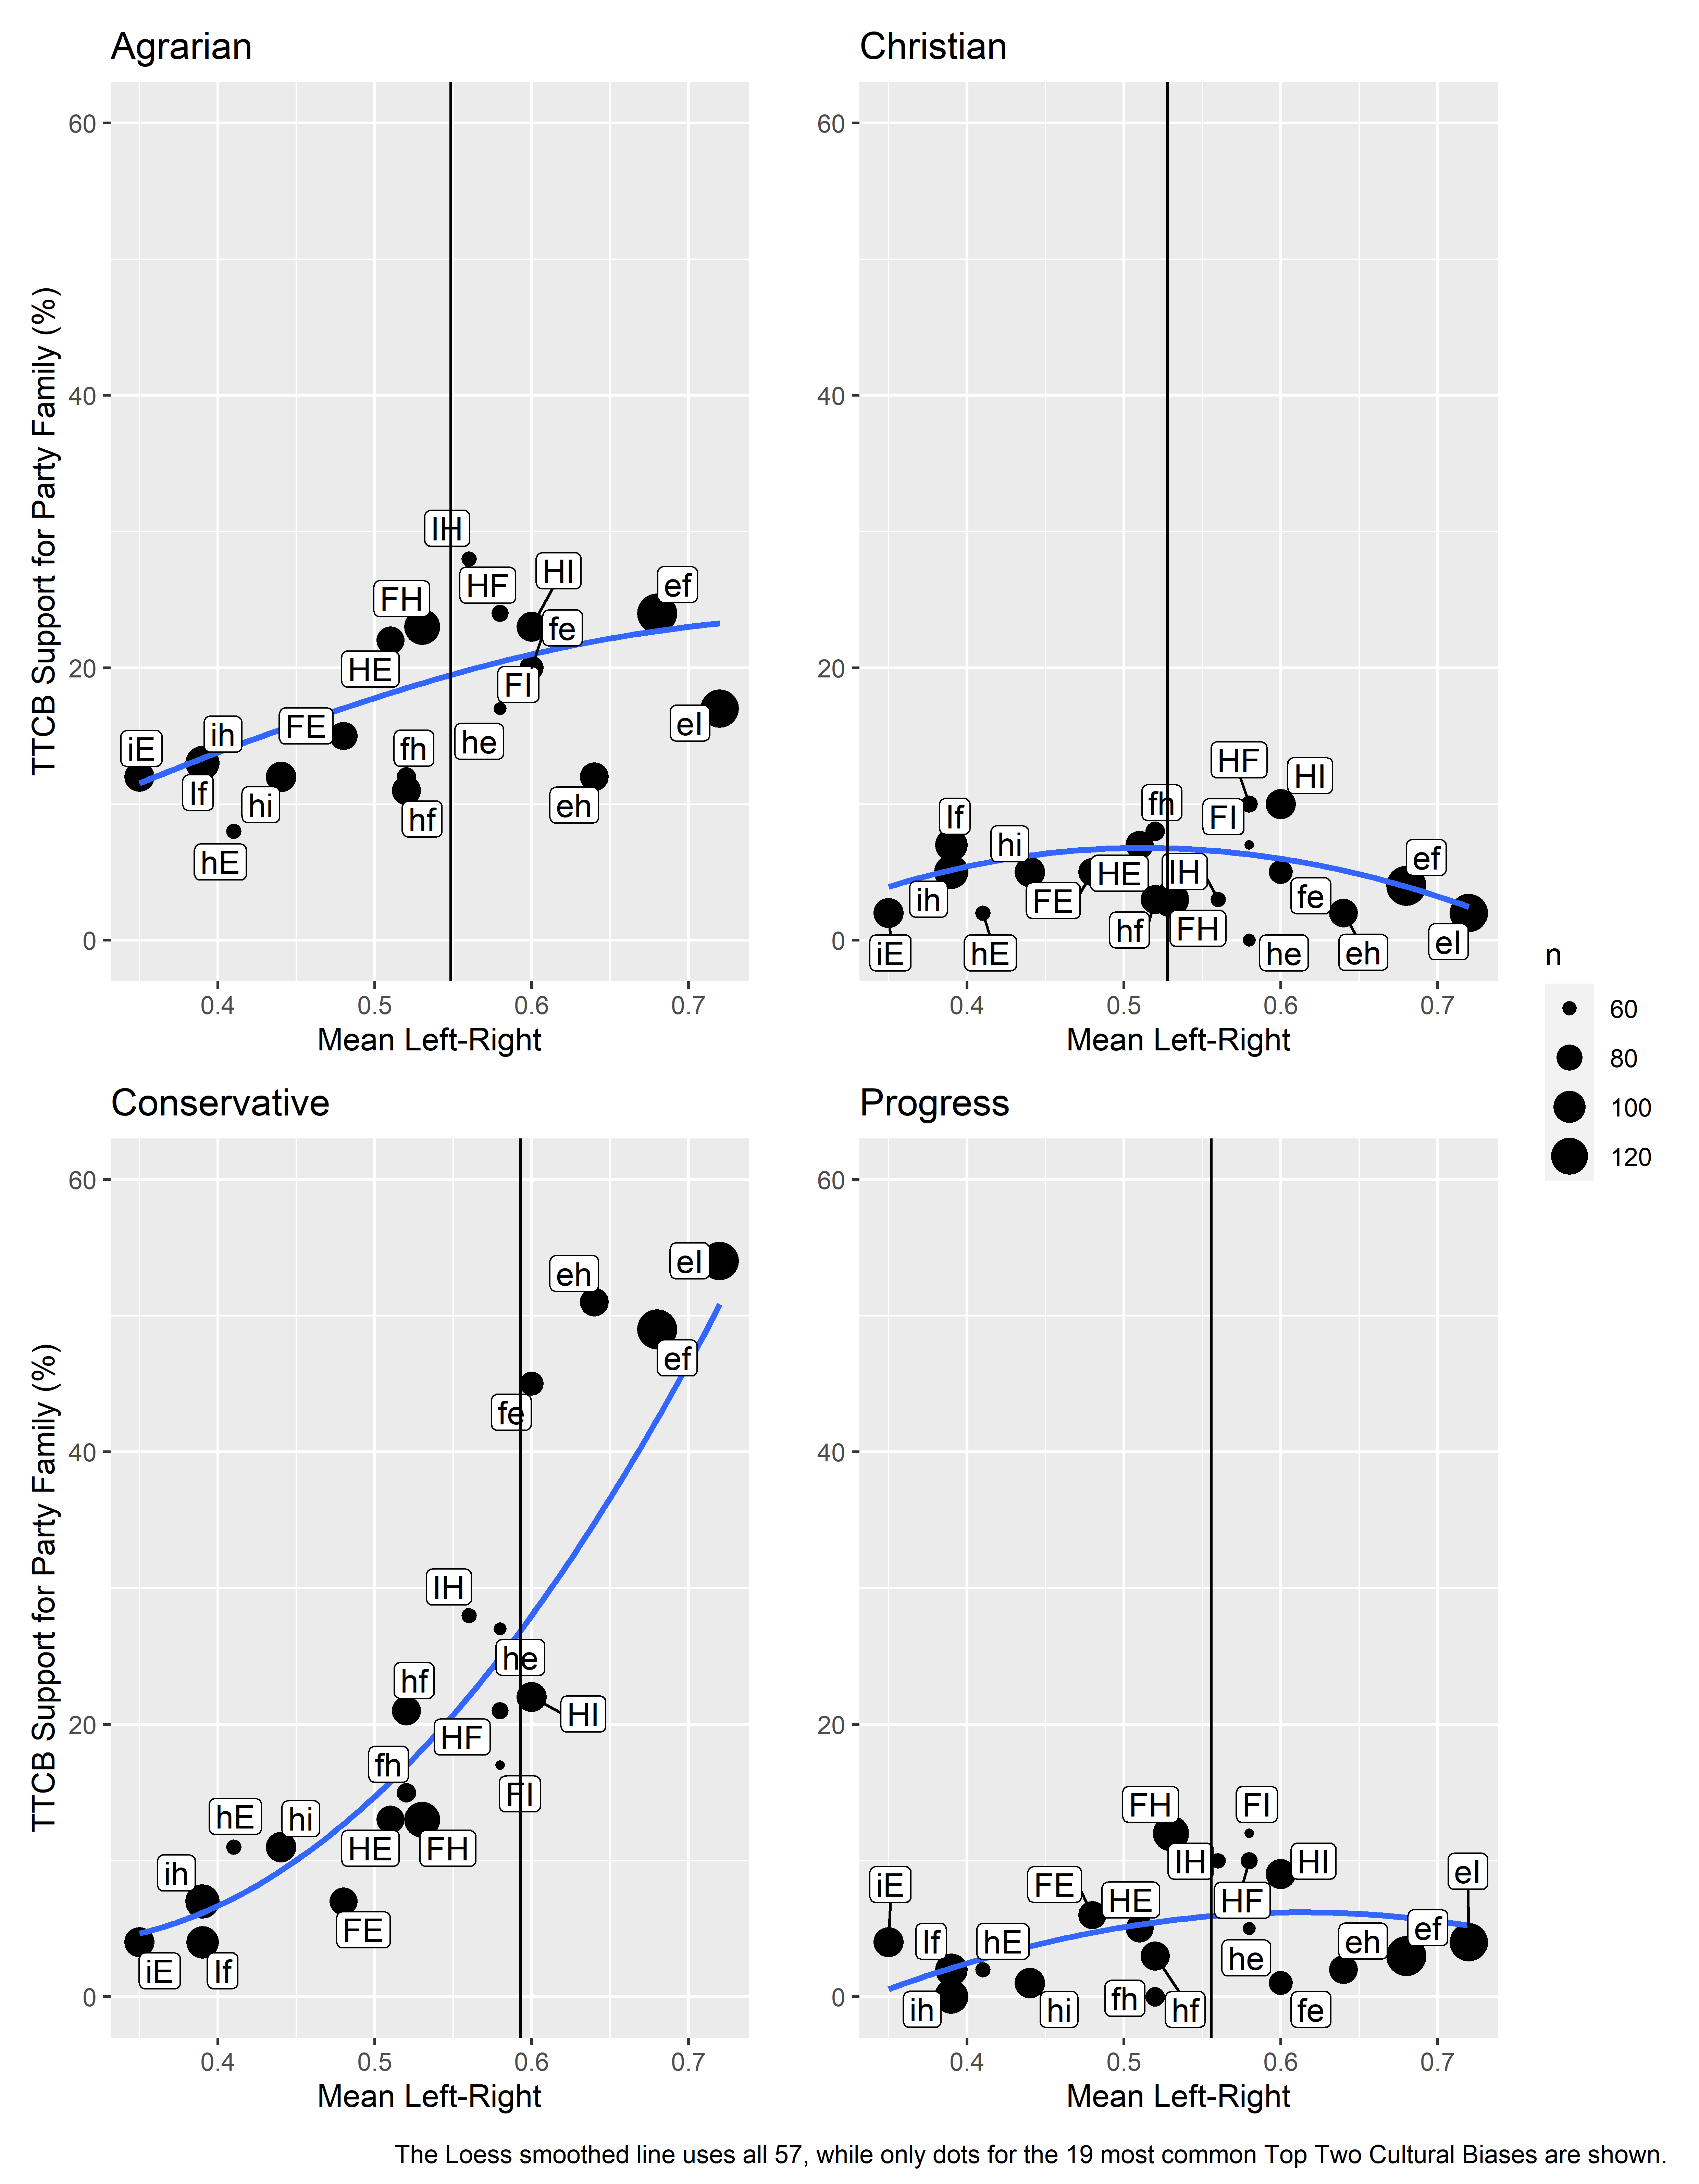 Agrarian
Christian
TTCB Support for Party Family (%)
60
40
20
0
IH
HI
HF
ef
FH
fe
HE
FI
ih
FE
eI
iE
fh
he
If
hi
hf
eh
hE
0.4
0.5
0.6
0.7
Mean Left-Right
60
40
20
0
HF
HI
fh
If
FI
hi
ef
HE
IH
ih
FE
fe
hf
FH
eI
iE
hE
he
eh
0.4
0.5
0.6
0.7
Mean Left-Right
n
60
80
100
120
Conservative
Progress
TTCB Support for Party Family (%)
60
40
20
0
eh
eI
ef
fe
IH
he
hf
HI
HF
fh
FI
hE
hi
HE
FH
ih
FE
iE
If
0.4
0.5
0.6
0.7
Mean Left-Right
60
40
20
0
FH
FI
IH
HI
eI
iE
FE
HE
HF
ef
If
hE
eh
he
ih
hi
fh
hf
fe
0.4
0.5
0.6
0.7
Mean Left-Right
The Loess smoothed line uses all 57, while only dots for the 19 most common Top Two Cultural Biases are shown.